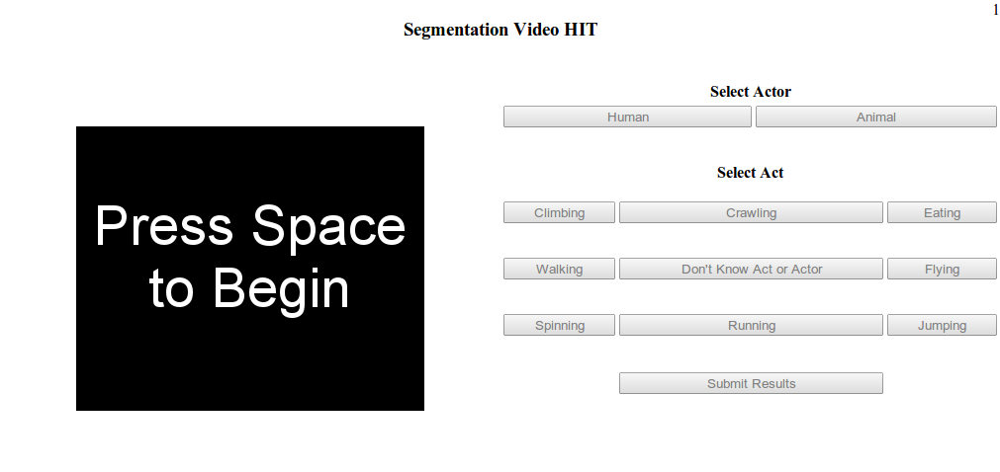 1
Segmentation Video HIT
Select Actor
Human Animal
Press Space
to Begin
Select Act
Climbing Crawling Eating
Walking Don't Know Act or Actor Flying
Spinning Running Jumping
Submit Results